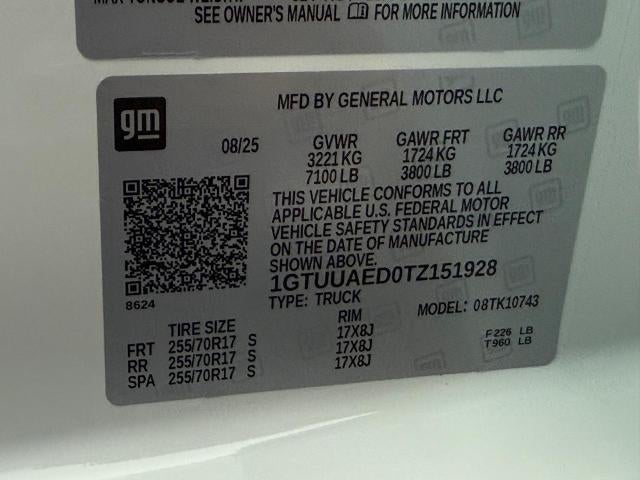 SEE OWNER'S MANUAL FOR MORE INFORMATION
gm
MFD BY GENERAL MOTORS LLC
08/25 GVWR GAWR FRT GAWR RR
3221 KG 1724 KG 1724 KG
7100 LB 3800 LB 3800 LB
THIS VEHICLE CONFORMS TO ALL
APPLICABLE U.S. FEDERAL MOTOR
VEHICLE SAFETY STANDARDS IN EFFECT
ON THE DATE OF MANUFACTURE
SHOWN ABOVE.
1GTUUAED0TZ151928
8624
TYPE: TRUCK MODEL: 08TK10743
TIRE SIZE RIM
FRT 255/70R17 S 17X8J F226 LB
RR 255/70R17 S 17X8J T960 LB
SPA 255/70R17 S 17X8J